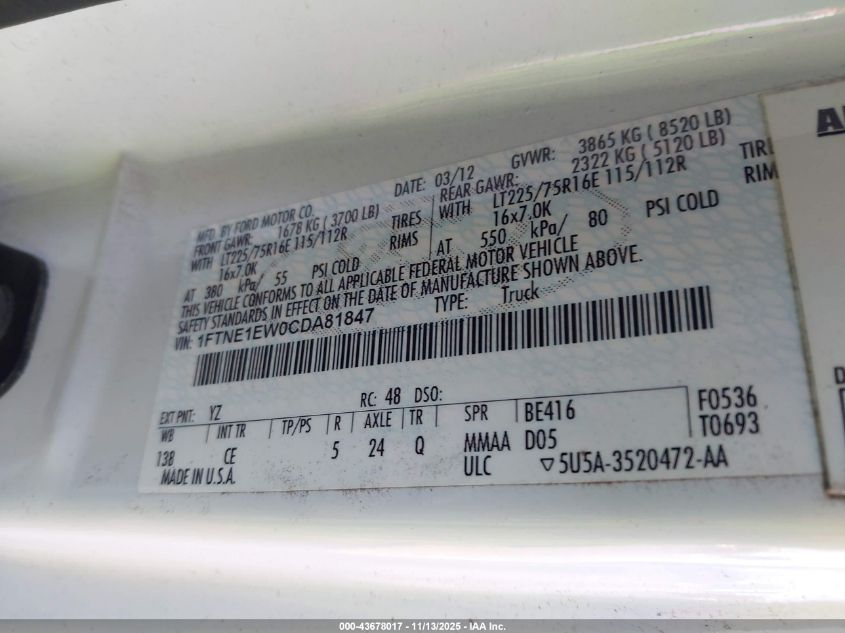 MFD. BY FORD MOTOR CO.
DATE: 03/12 GVWR: 3865 KG ( 8520 LB)
FRONT GAWR: 1678 KG ( 3700 LB) REAR GAWR: 2322 KG ( 5120 LB)
WITH LT225/75R16E 115/112R TIRES WITH LT225/75R16E 115/112R TIRE
16x7.0K RIMS 16x7.0K RIM
AT 380 kPa/ 55 PSI COLD AT 550 kPa/ 80 PSI COLD
THIS VEHICLE CONFORMS TO ALL APPLICABLE FEDERAL MOTOR VEHICLE
SAFETY STANDARDS IN EFFECT ON THE DATE OF MANUFACTURE SHOWN ABOVE.
VIN: 1FTNE1EW0CDA81847 TYPE: Truck
EXT PNT: YZ RC: 48 DSO:
WB INT TR TP/PS R AXLE TR SPR BE416 F0536
138 CE 5 24 Q MMAA D05 T0693
MADE IN U.S.A. ULC ▽5U5A-3520472-AA
000-43678017 - 11/13/2025 - IAA Inc.